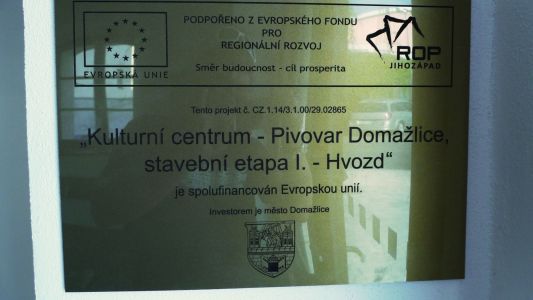 PODPOŘENO Z EVROPSKÉHO FONDU
PRO
REGIONÁLNÍ ROZVOJ
Směr budoucnost - cíl prosperita
EVROPSKÁ UNIE
ROP
JIHOZÁPAD
Tento projekt č. CZ.1.14/3.1.00/29.02865
„Kulturní centrum - Pivovar Domažlice,
stavební etapa I. - Hvozd“
je spolufinancován Evropskou unií.
Investorem je město Domažlice